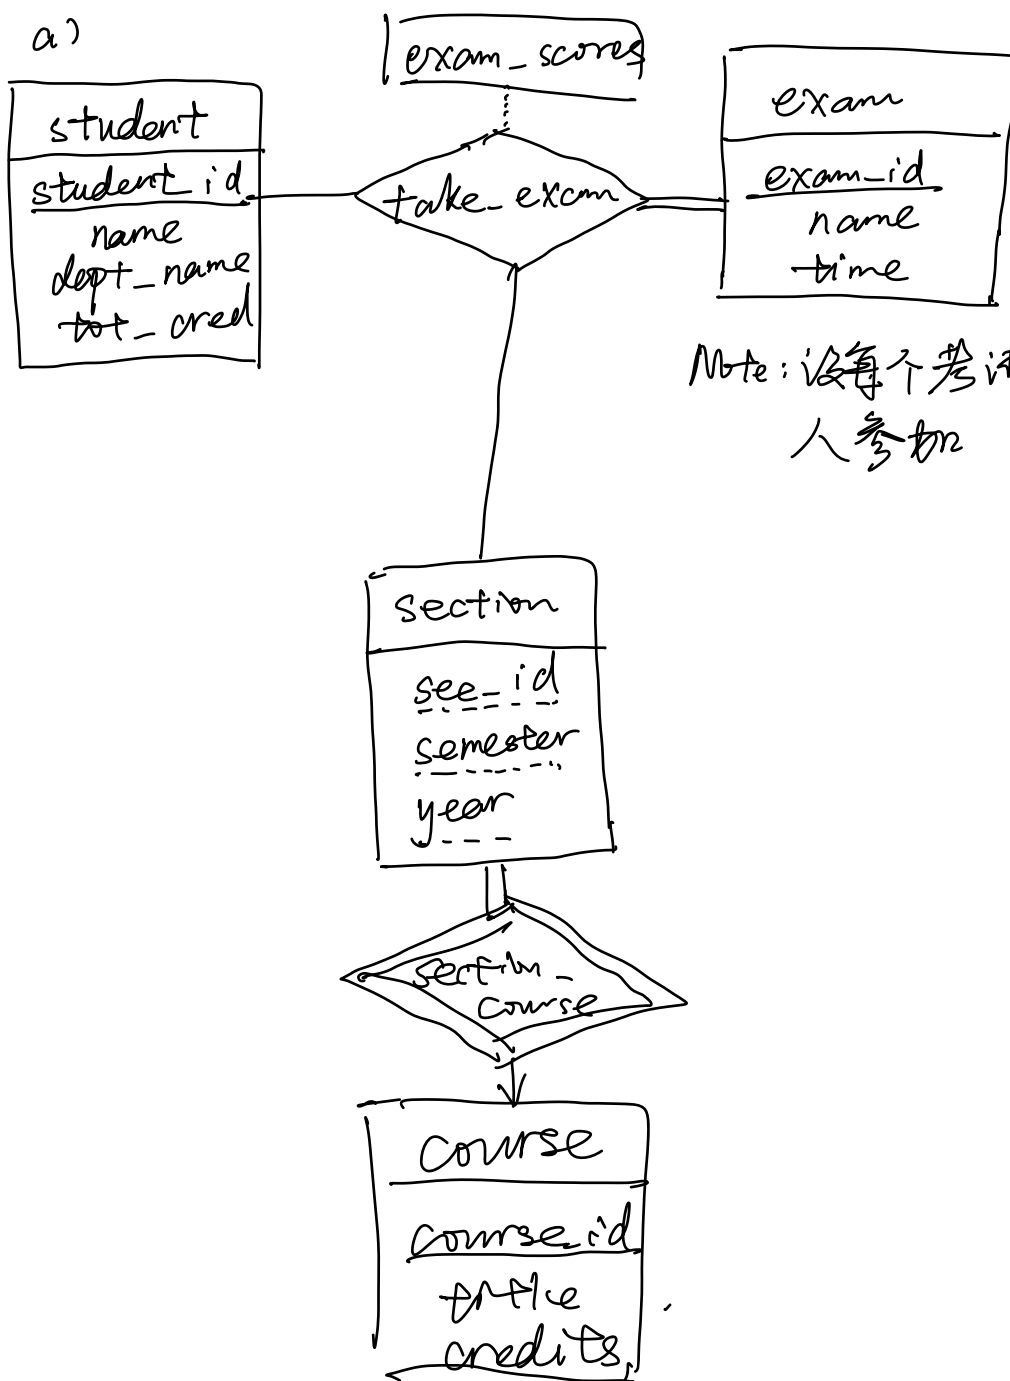 a)
exam_scores
student
student_id
name
dept_name
tot_cred
take_exam
exam
exam_id
name
time
Note: 设每个考试
人参加
section
sec_id
semester
year
section_
course
course
course_id
title
credits